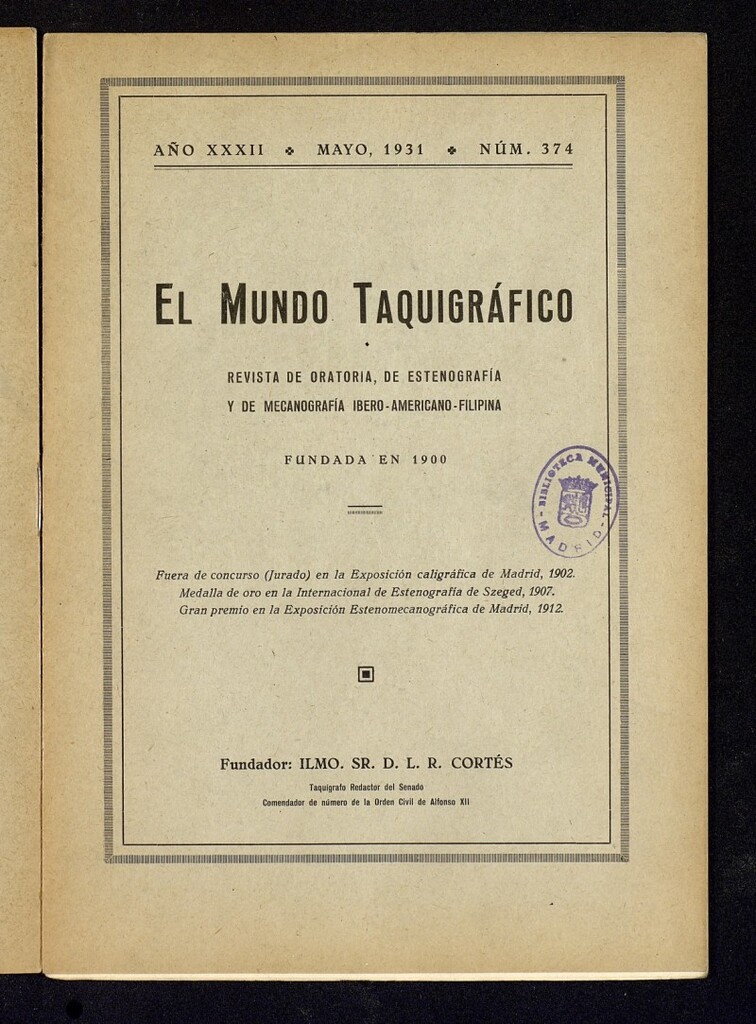 AÑO XXXII ✤ MAYO, 1931 ✤ NÚM. 374
EL MUNDO TAQUIGRÁFICO
REVISTA DE ORATORIA, DE ESTENOGRAFÍA
Y DE MECANOGRAFÍA IBERO-AMERICANO-FILIPINA
FUNDADA EN 1900
BIBLIOTECA MUNICIPAL
- MADRID -
Fuera de concurso (Jurado) en la Exposición caligráfica de Madrid, 1902.
Medalla de oro en la Internacional de Estenografía de Szeged, 1907.
Gran premio en la Exposición Estenomecanográfica de Madrid, 1912.
Fundador: ILMO. SR. D. L. R. CORTÉS
Taquígrafo Redactor del Senado
Comendador de número de la Orden Civil de Alfonso XII